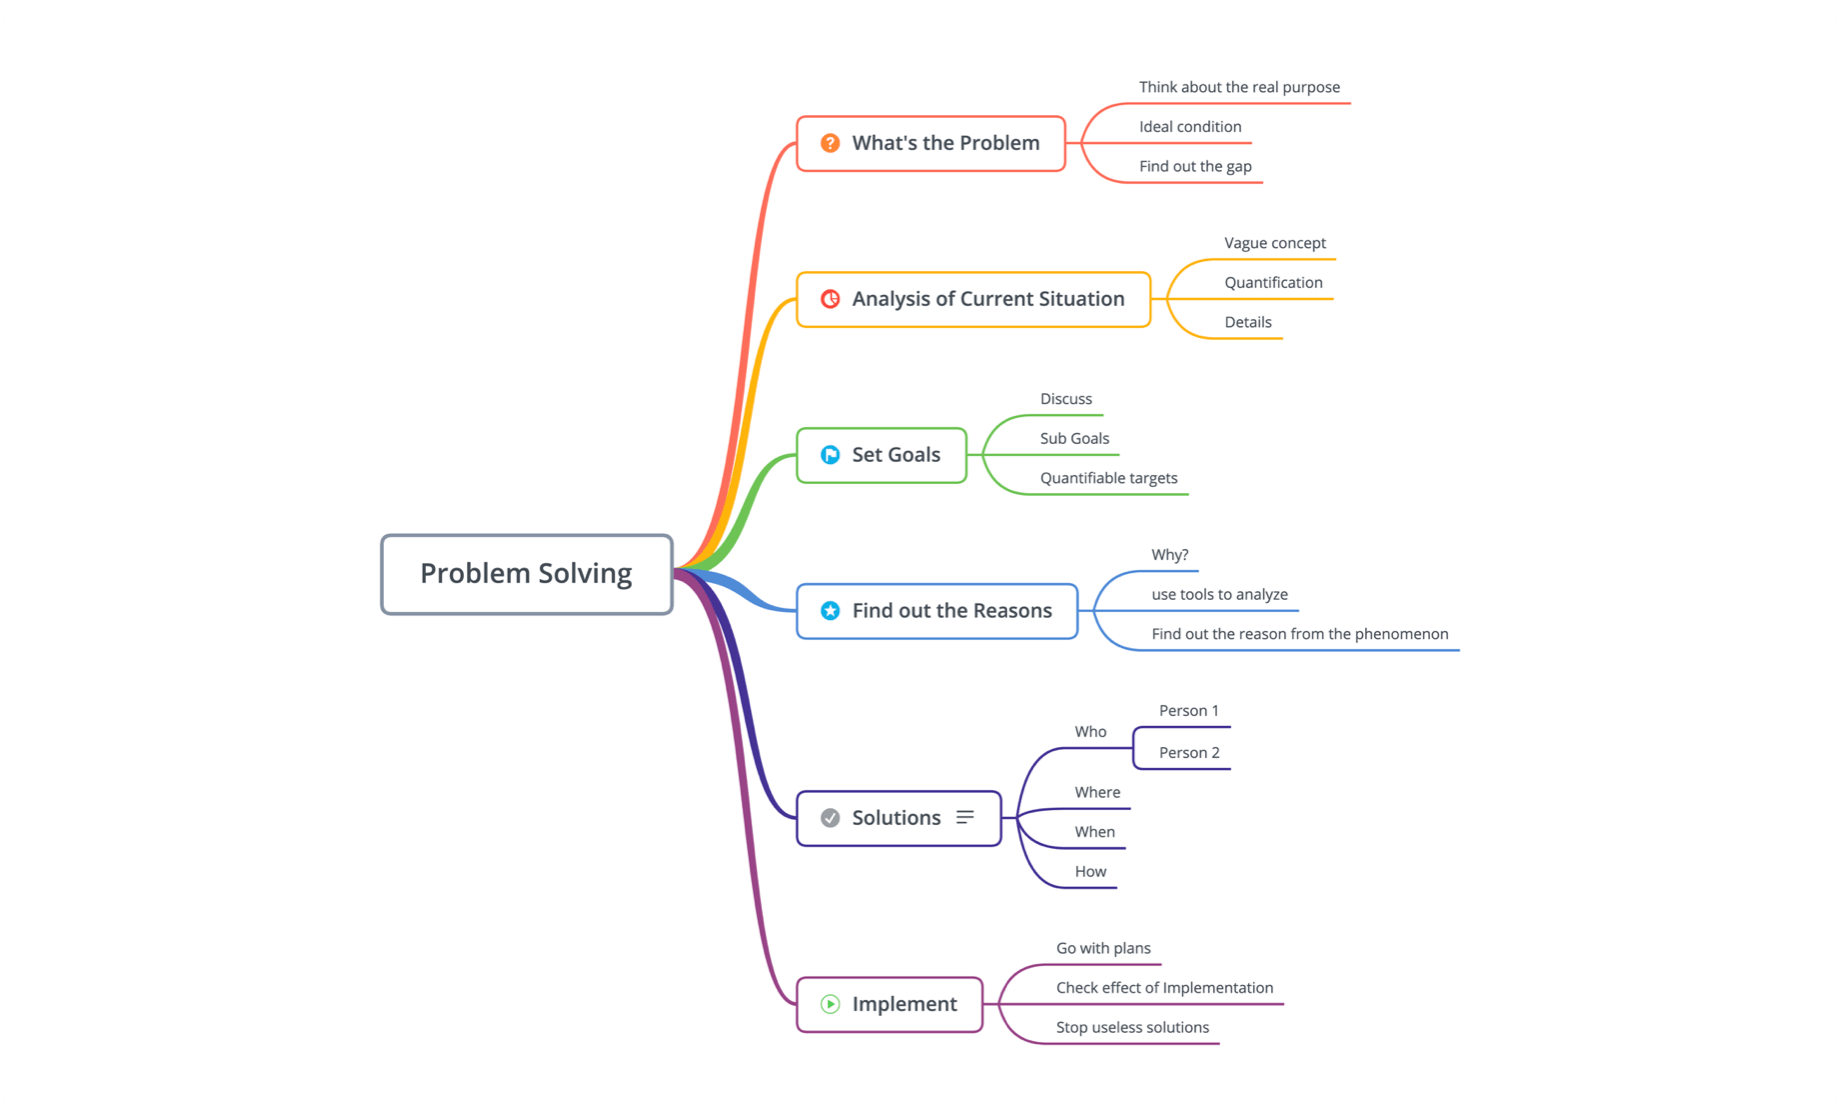 Problem Solving
What's the Problem
Think about the real purpose
Ideal condition
Find out the gap
Analysis of Current Situation
Vague concept
Quantification
Details
Set Goals
Discuss
Sub Goals
Quantifiable targets
Find out the Reasons
Why?
use tools to analyze
Find out the reason from the phenomenon
Solutions
Who
Person 1
Person 2
Where
When
How
Implement
Go with plans
Check effect of Implementation
Stop useless solutions